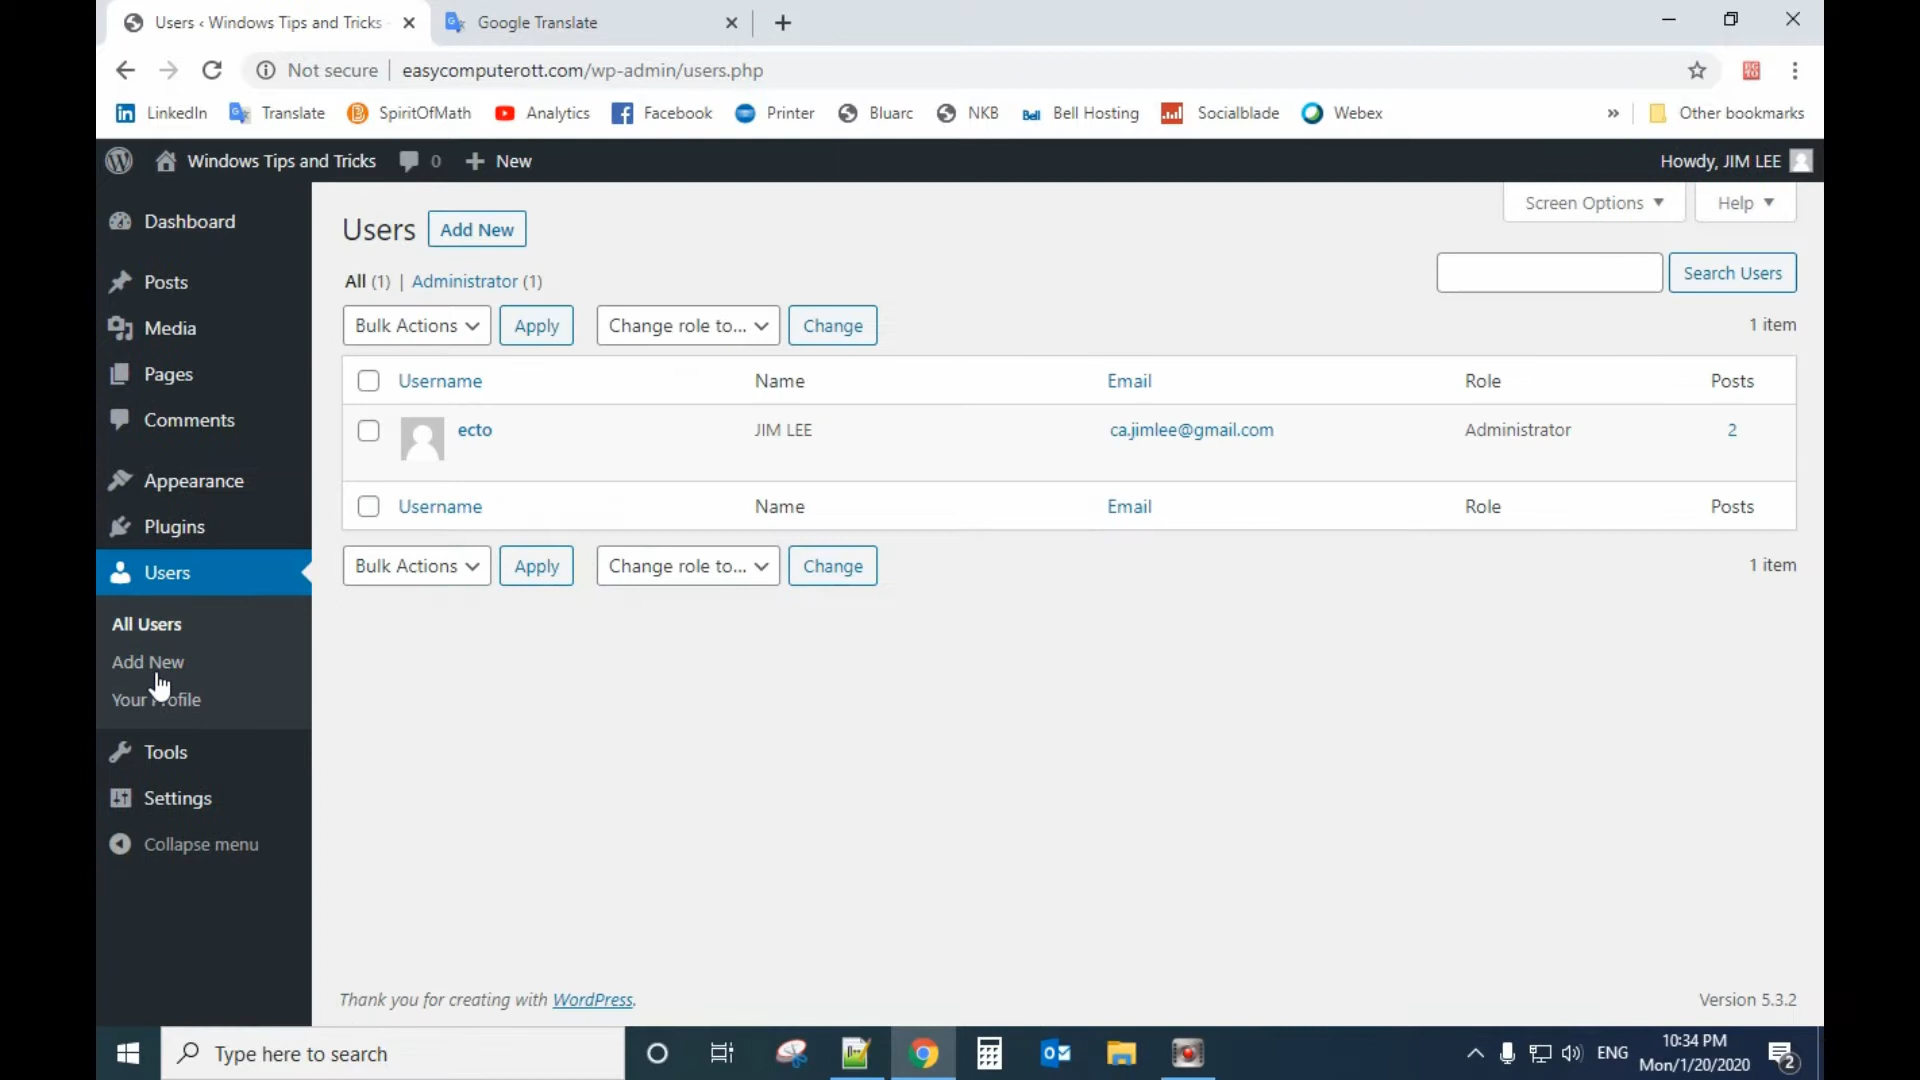 Users ‹ Windows Tips and Tricks
Google Translate
Not secure
easycomputerott.com/wp-admin/users.php
LinkedIn
Translate
SpiritOfMath
Analytics
Facebook
Printer
Bluarc
NKB
Bell
Bell Hosting
Socialblade
Webex
»
Other bookmarks
Windows Tips and Tricks
0
+ New
Howdy, JIM LEE
Dashboard
Posts
Media
Pages
Comments
Appearance
Plugins
Users
All Users
Add New
Your Profile
Tools
Settings
Collapse menu
Screen Options
Help
Users
Add New
All (1) | Administrator (1)
Search Users
Bulk Actions
Apply
Change role to...
Change
1 item
Username Name Email Role Posts
ecto JIM LEE ca.jimlee@gmail.com Administrator 2
Username Name Email Role Posts
Bulk Actions
Apply
Change role to...
Change
1 item
Thank you for creating with WordPress.
Version 5.3.2
Type here to search
ENG
10:34 PM
Mon/1/20/2020
2